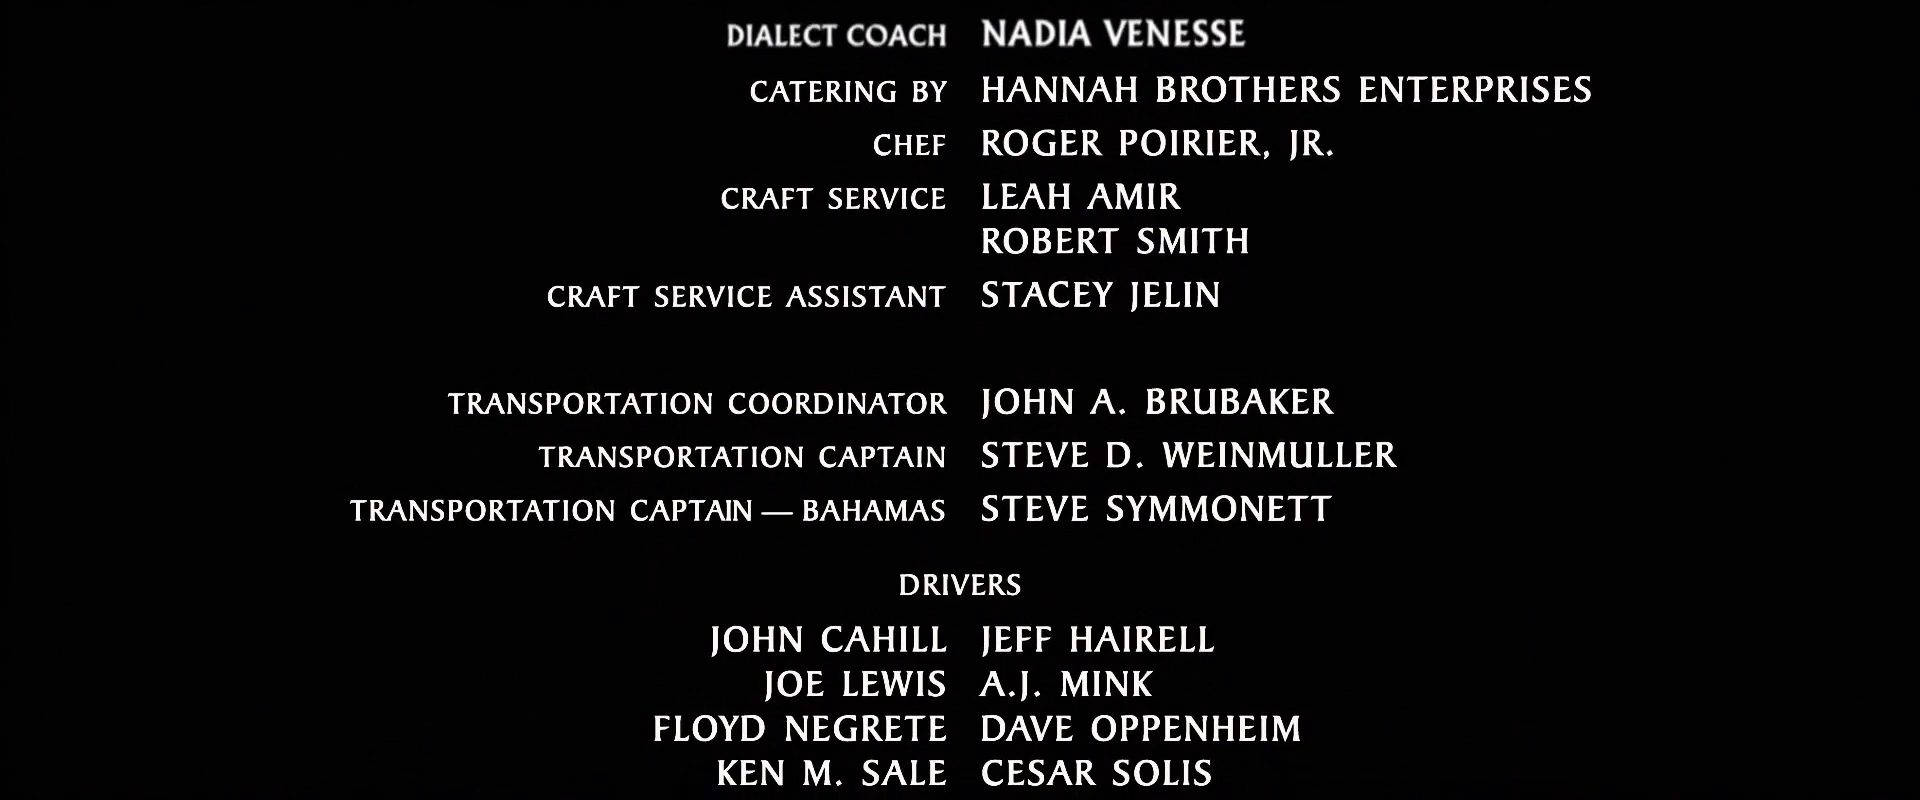 DIALECT COACH NADIA VENESSE
CATERING BY HANNAH BROTHERS ENTERPRISES
CHEF ROGER POIRIER, JR.
CRAFT SERVICE LEAH AMIR
ROBERT SMITH
CRAFT SERVICE ASSISTANT STACEY JELIN
TRANSPORTATION COORDINATOR JOHN A. BRUBAKER
TRANSPORTATION CAPTAIN STEVE D. WEINMULLER
TRANSPORTATION CAPTAIN — BAHAMAS STEVE SYMMONETT
DRIVERS
JOHN CAHILL JEFF HAIRELL
JOE LEWIS A.J. MINK
FLOYD NEGRETE DAVE OPPENHEIM
KEN M. SALE CESAR SOLIS